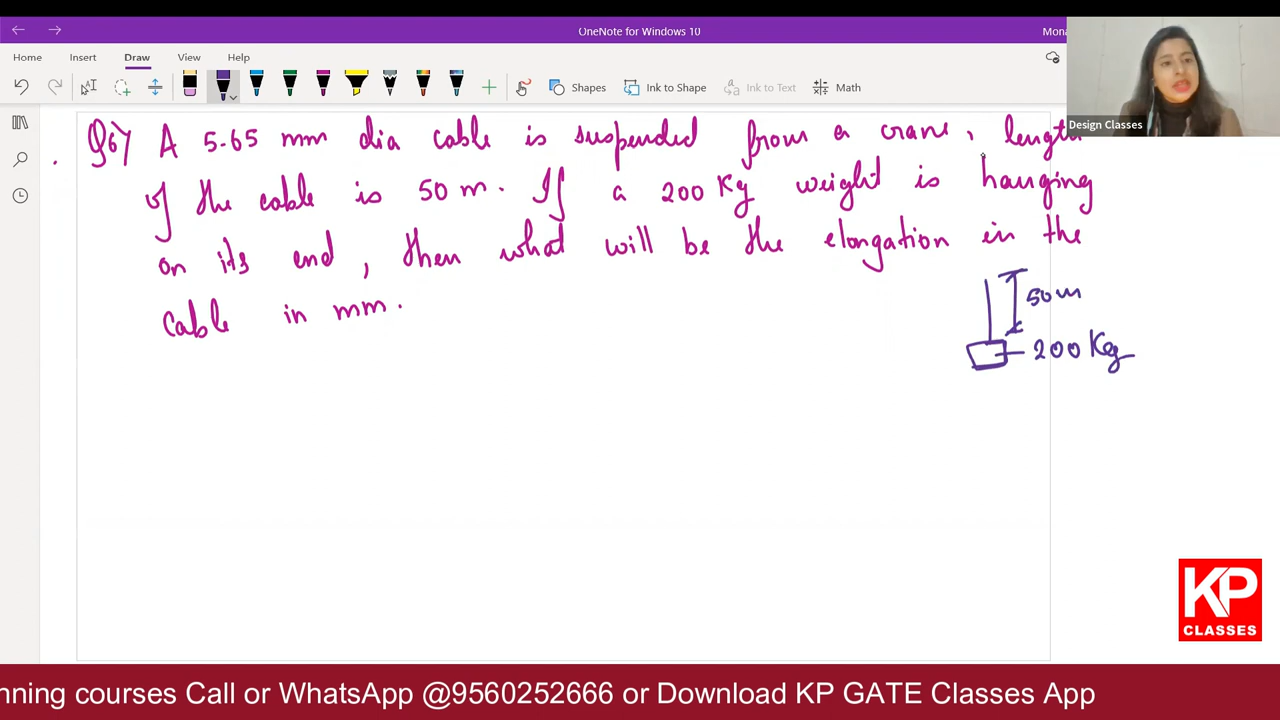 OneNote for Windows 10
Mona
Home Insert Draw View Help
Shapes Ink to Shape Ink to Text Math
Design Classes
Q6) A 5.65 mm dia cable is suspended from a crane, length
of the cable is 50 m. If a 200 Kg weight is hanging
on its end, then what will be the elongation in the
cable in mm.
50m
200 Kg
KP
CLASSES
nning courses Call or WhatsApp @9560252666 or Download KP GATE Classes App